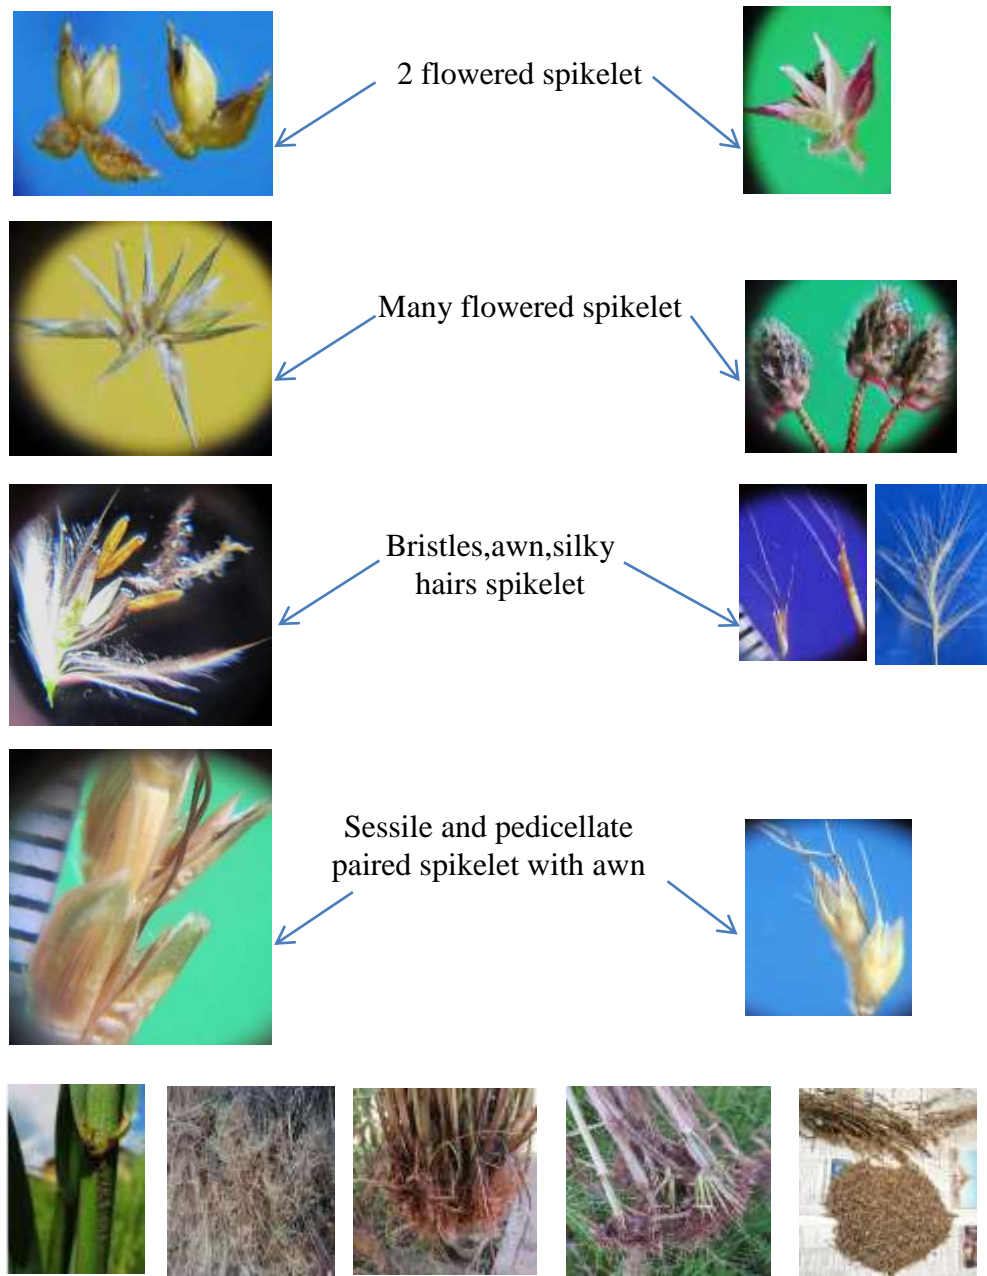 2 flowered spikelet
Many flowered spikelet
Bristles,awn,silky
hairs spikelet
Sessile and pedicellate
paired spikelet with awn